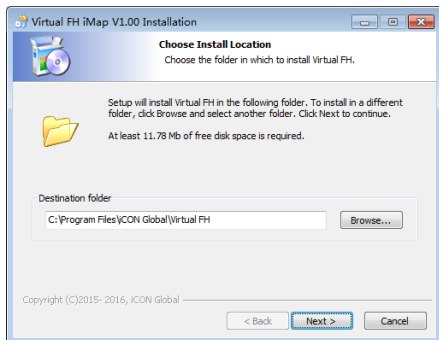 Virtual FH iMap V1.00 Installation
Choose Install Location
Choose the folder in which to install Virtual FH.
Setup will install Virtual FH in the following folder. To install in a different
folder, click Browse and select another folder. Click Next to continue.
At least 11.78 Mb of free disk space is required.
Destination folder
C:\Program Files\iCON Global\Virtual FH
Browse...
Copyright (C)2015- 2016, iCON Global
< Back
Next >
Cancel